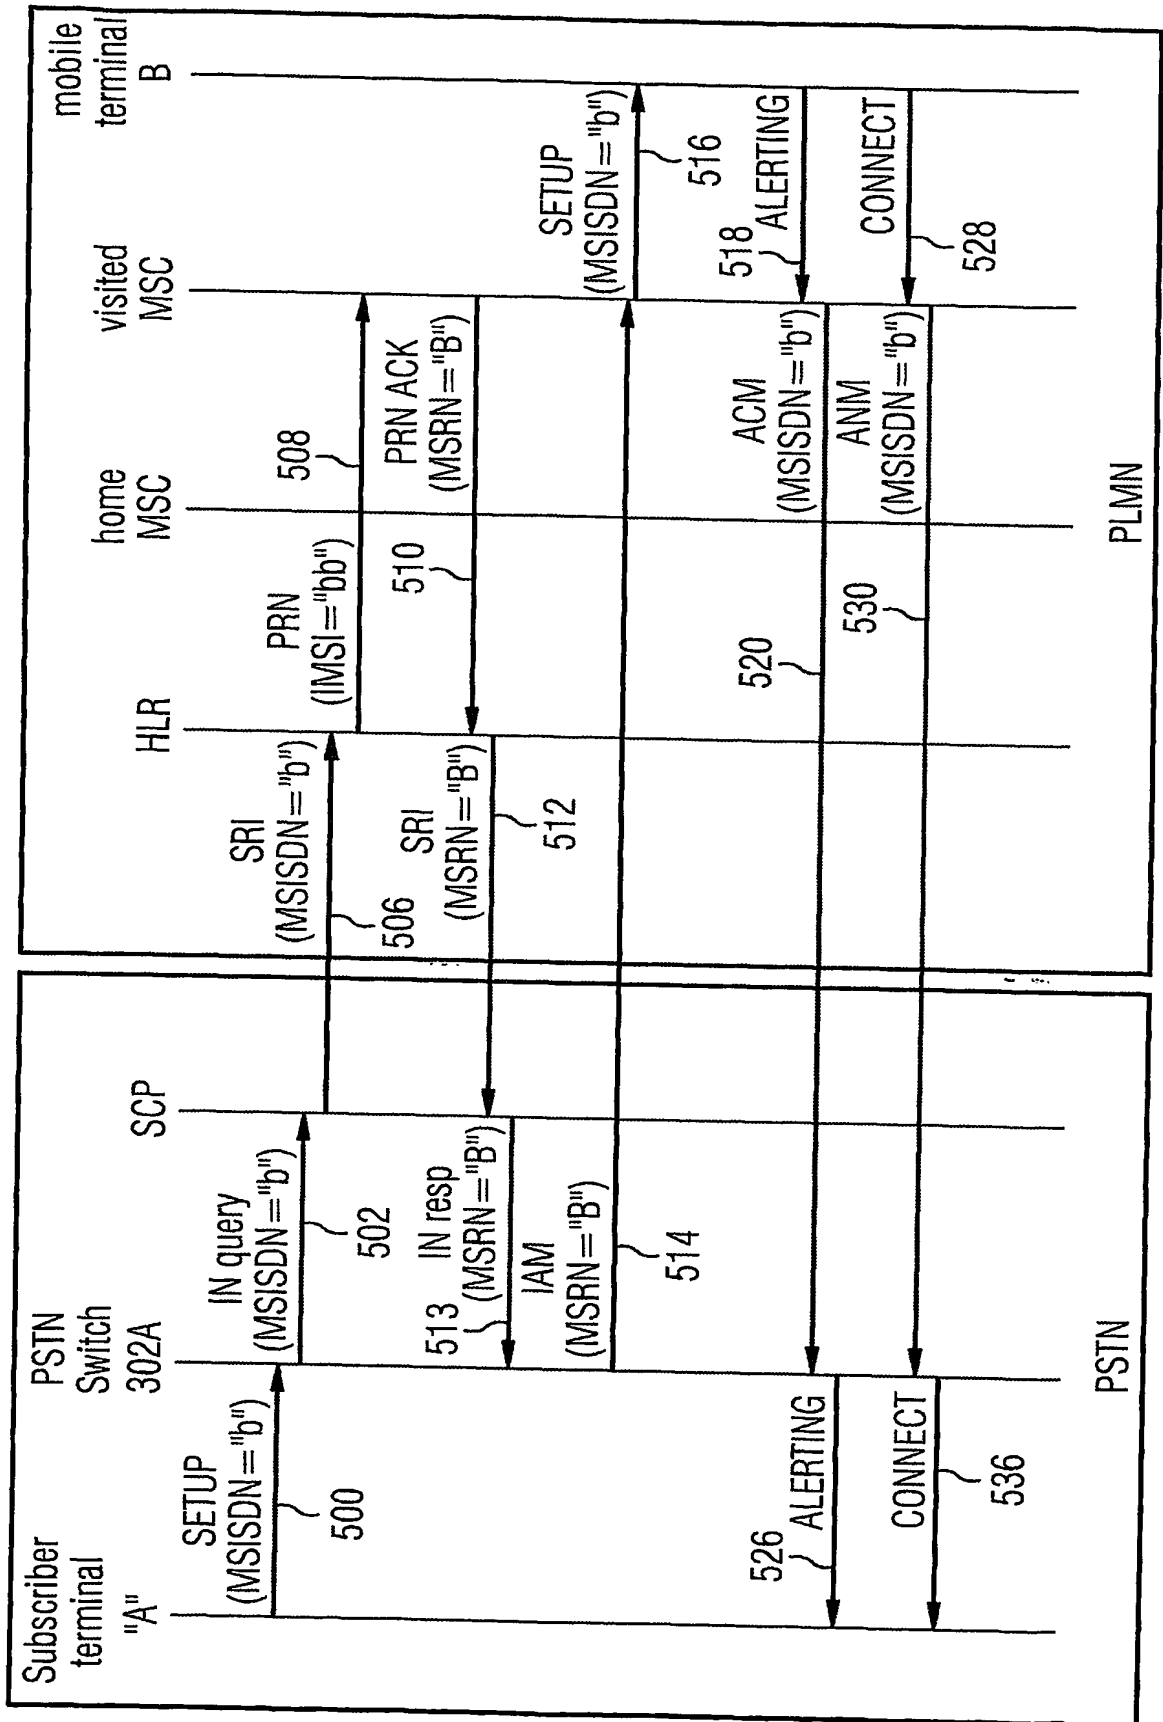 Subscriber
terminal
"A"
PSTN
Switch
302A
SCP
HLR
home
MSC
visited
MSC
mobile
terminal
B
SETUP
(MSISDN="b")
500
IN query
(MSISDN="b")
502
SRI
(MSISDN="b")
506
PRN
(IMSI="bb")
508
PRN ACK
(MSRN="B")
510
SRI
(MSRN="B")
512
IN resp
(MSRN="B")
513
IAM
(MSRN="B")
514
SETUP
(MSISDN="b")
516
ALERTING
518
ACM
(MSISDN="b")
520
ALERTING
526
CONNECT
528
ANM
(MSISDN="b")
530
CONNECT
536
PSTN
PLMN